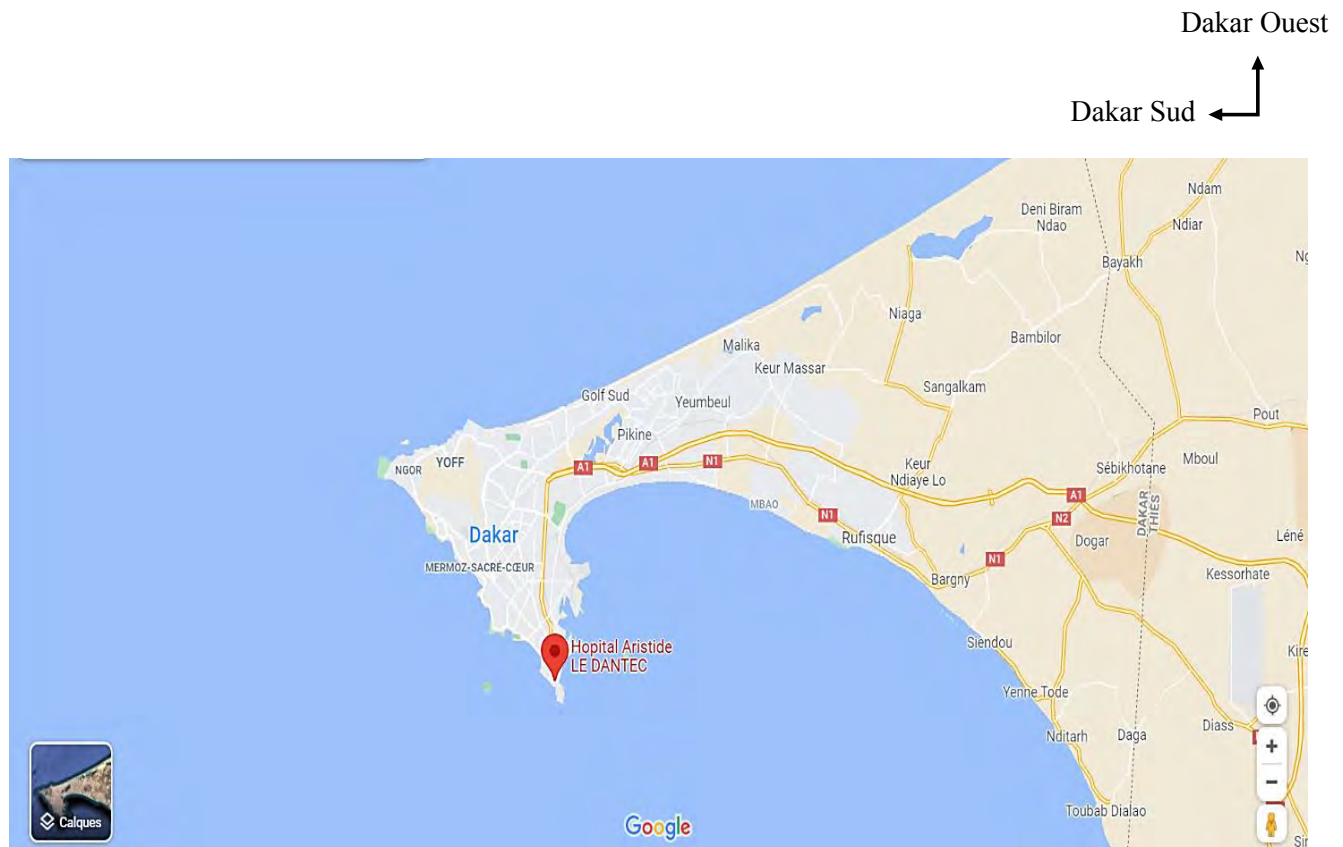 Dakar Ouest
Dakar Sud
Ndam
Deni Biram
Ndao
Ndiar
Bayakh
Niaga
Bambilor
Malika
Keur Massar
Sangalkam
Golf Sud
Yeumbeul
Pout
Pikine
YOFF
NGOR
A1
A1
N1
Keur
Ndiaye Lo
Sébikhotane
Mboul
A1
MBAO
N1
N2
DAKAR
THIÈS
Dakar
Rufisque
Dogar
Léné
MERMOZ-SACRÉ-CŒUR
N1
Bargny
Kessorhate
Hopital Aristide
LE DANTEC
Siendou
Yenne Tode
Diass
Nditarh
Daga
Toubab Dialao
Calques
Google